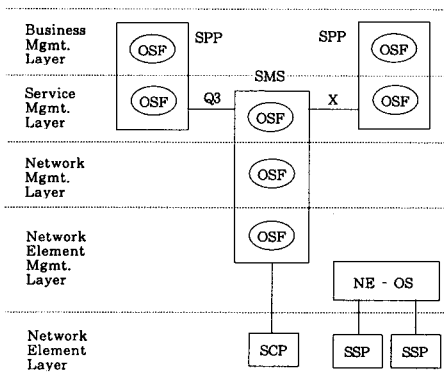 Business
Mgmt.
Layer
OSF
SPP
SPP
OSF
Service
Mgmt.
Layer
OSF
Q3
SMS
OSF
X
OSF
Network
Mgmt.
Layer
OSF
Network
Element
Mgmt.
Layer
OSF
NE - OS
Network
Element
Layer
SCP
SSP
SSP